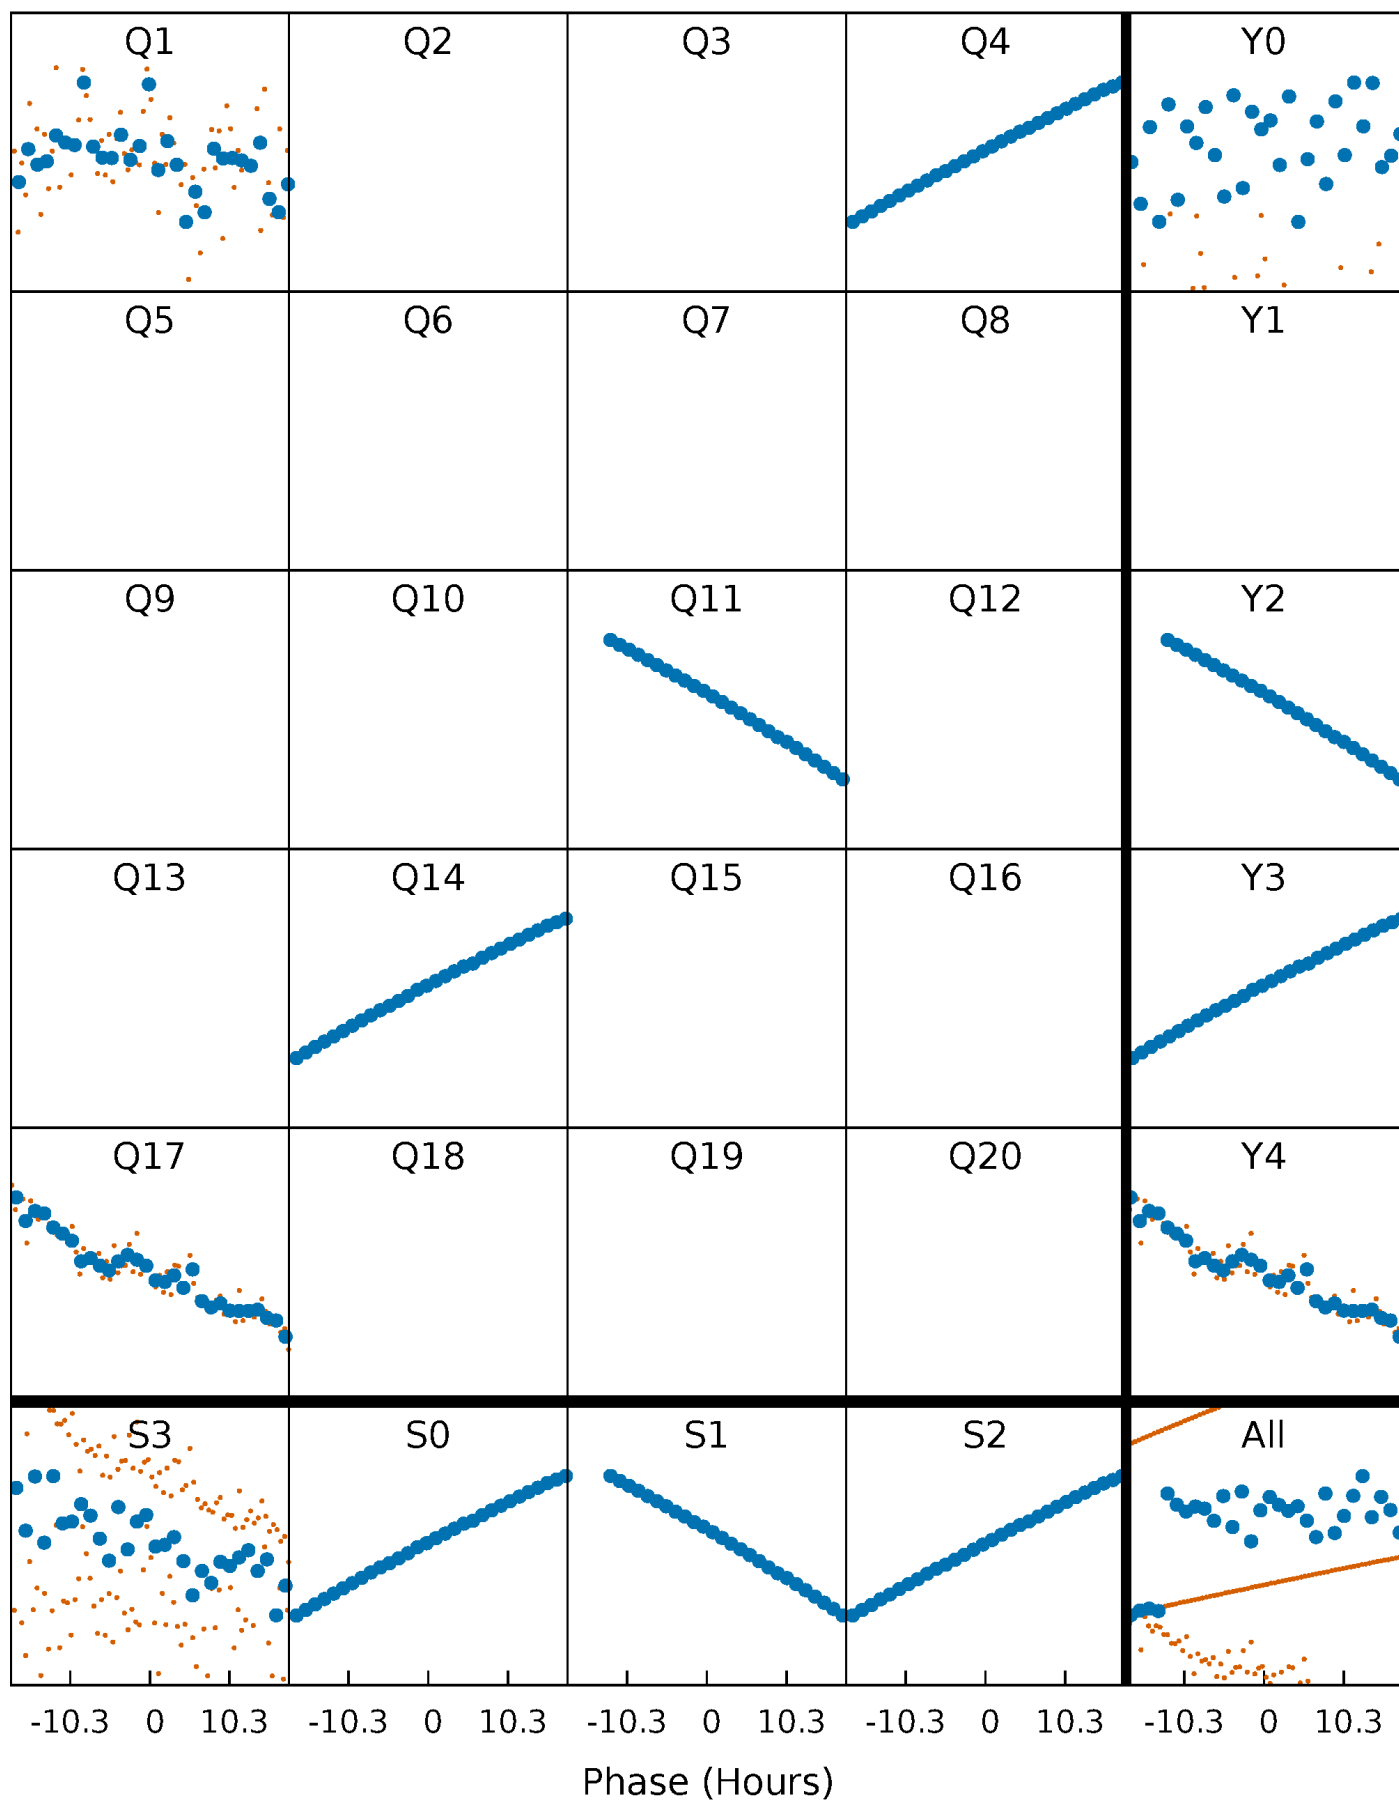 Q1 Q2 Q3 Q4 Y0
Q5 Q6 Q7 Q8 Y1
Q9 Q10 Q11 Q12 Y2
Q13 Q14 Q15 Q16 Y3
Q17 Q18 Q19 Q20 Y4
S3 S0 S1 S2 All
-10.3 0 10.3 -10.3 0 10.3 -10.3 0 10.3 -10.3 0 10.3 -10.3 0 10.3
Phase (Hours)